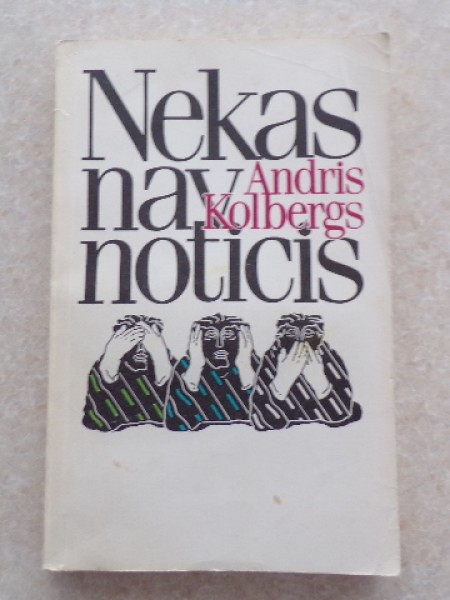 Nekas
nav
noticis
Andris
Kolbergs